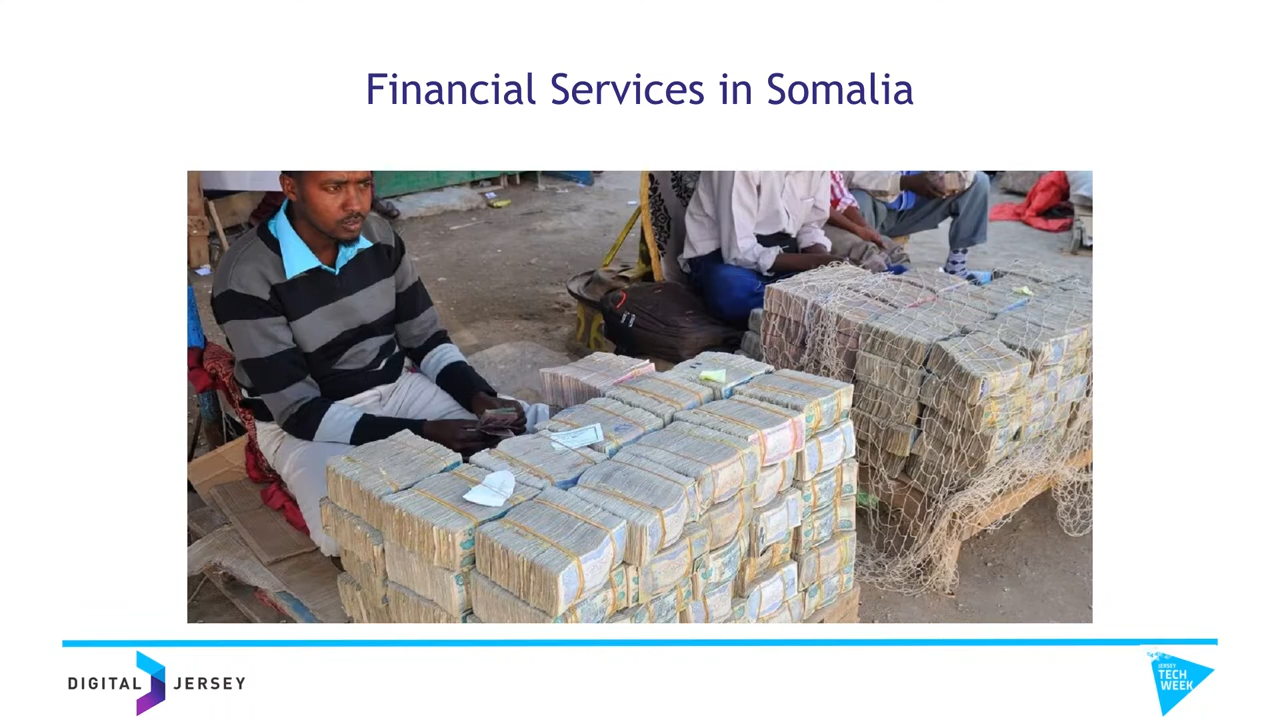 Financial Services in Somalia
DIGITAL JERSEY
JERSEY
TECH
WEEK